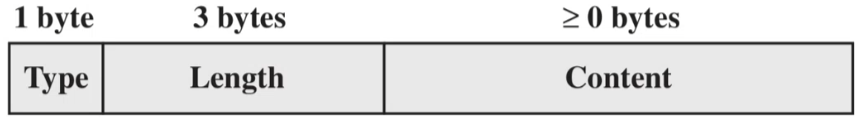 1 byte 3 bytes ≥ 0 bytes
Type Length Content